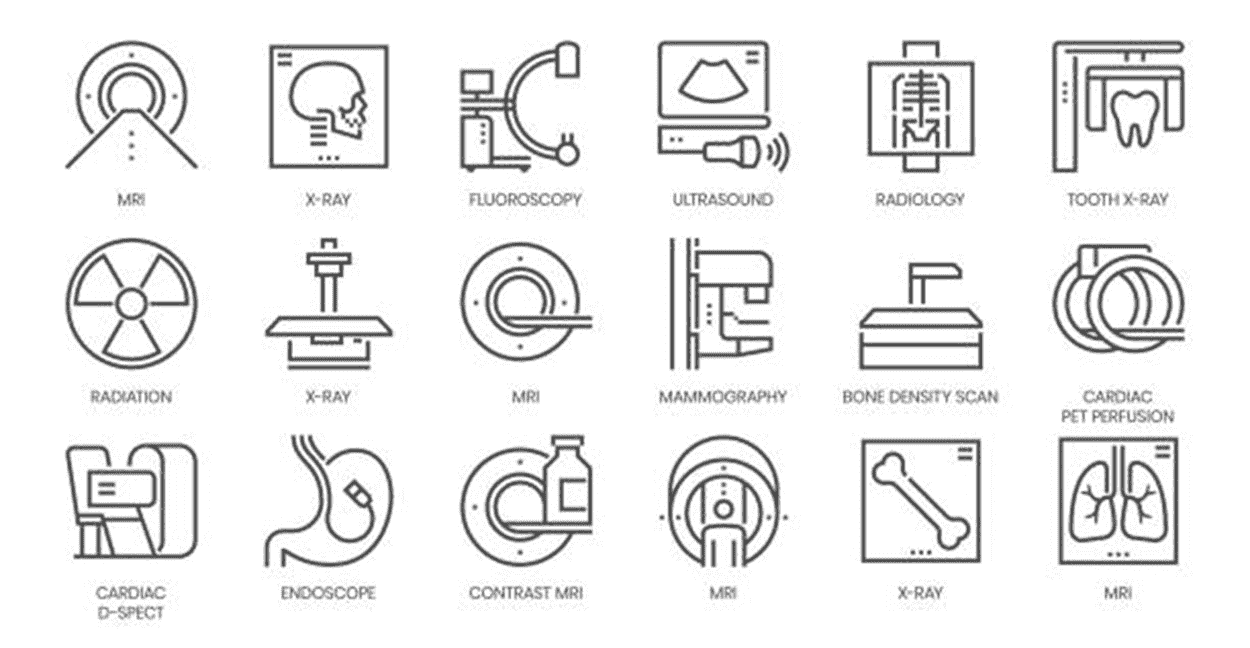 MRI
X-RAY
FLUOROSCOPY
ULTRASOUND
RADIOLOGY
TOOTH X-RAY
RADIATION
X-RAY
MRI
MAMMOGRAPHY
BONE DENSITY SCAN
CARDIAC
PET PERFUSION
CARDIAC
D-SPECT
ENDOSCOPE
CONTRAST MRI
MRI
X-RAY
MRI